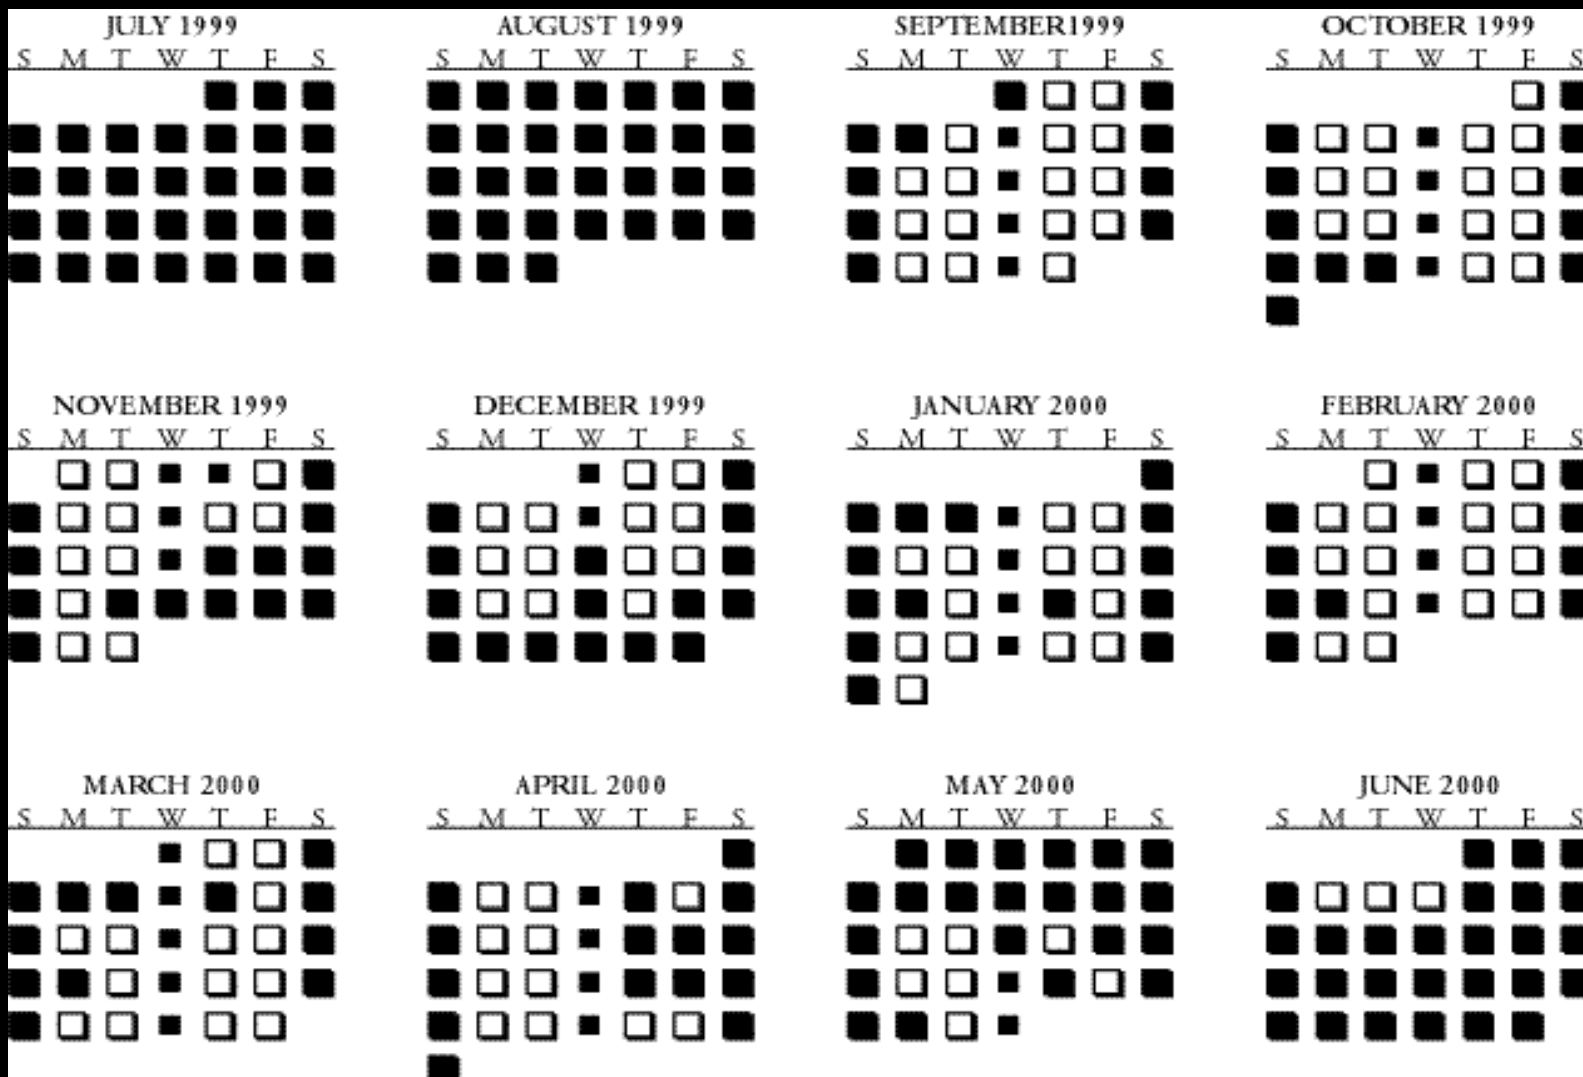 JULY 1999 AUGUST 1999 SEPTEMBER1999 OCTOBER 1999
S M T W T F S S M T W T F S S M T W T F S S M T W T F S
NOVEMBER 1999 DECEMBER 1999 JANUARY 2000 FEBRUARY 2000
S M T W T F S S M T W T F S S M T W T F S S M T W T F S
MARCH 2000 APRIL 2000 MAY 2000 JUNE 2000
S M T W T F S S M T W T F S S M T W T F S S M T W T F S